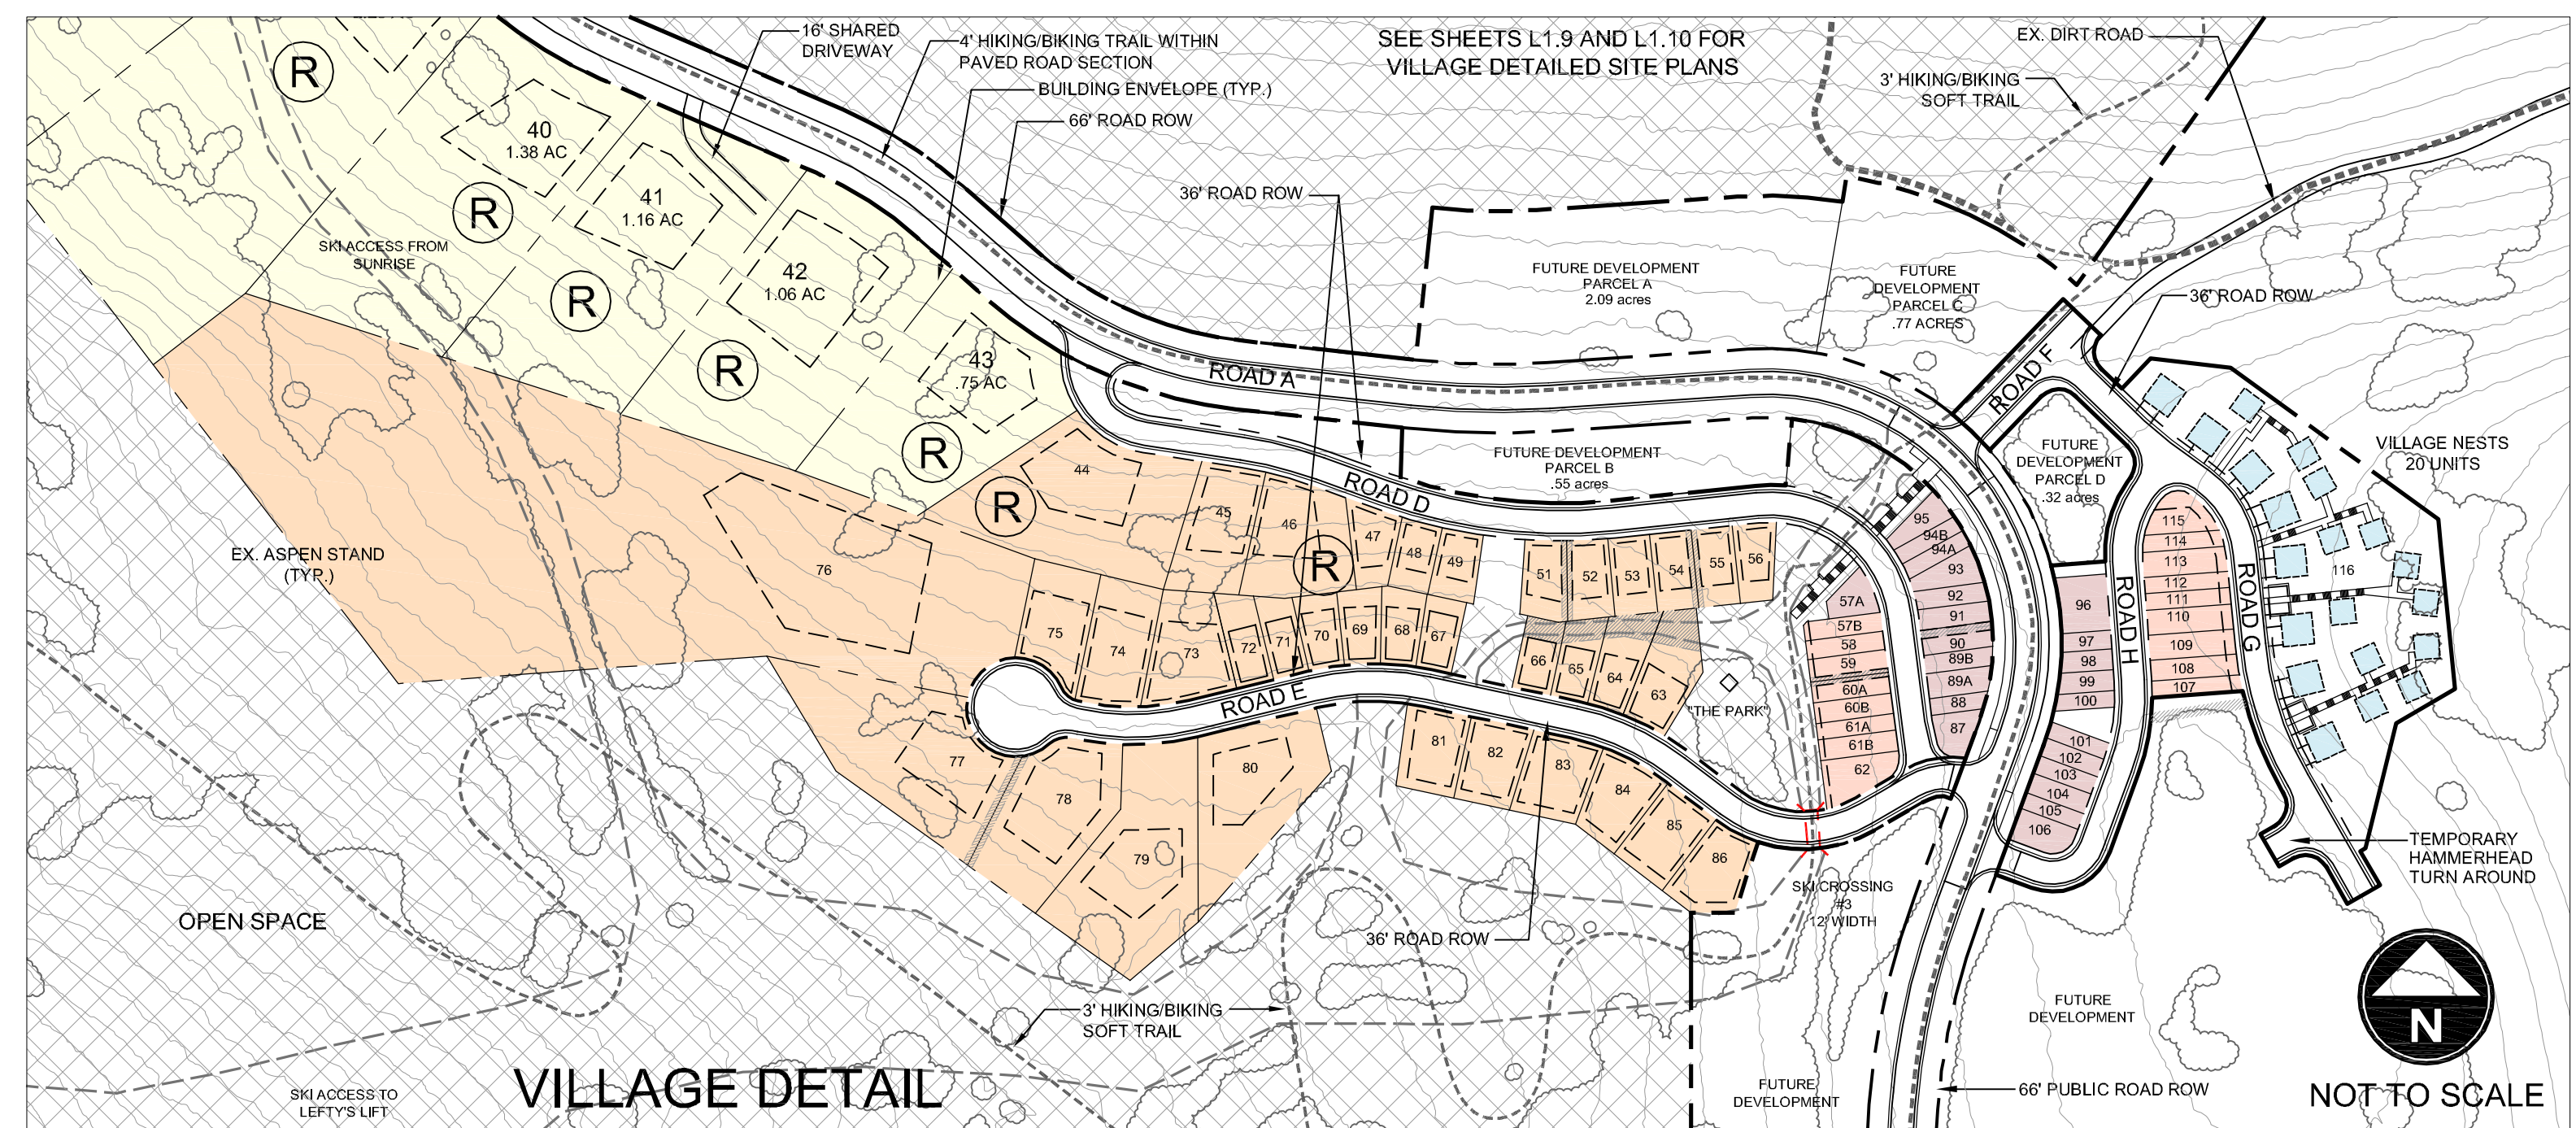 16' SHARED
DRIVEWAY
4' HIKING/BIKING TRAIL WITHIN
PAVED ROAD SECTION
BUILDING ENVELOPE (TYP.)
66' ROAD ROW
SEE SHEETS L1.9 AND L1.10 FOR
VILLAGE DETAILED SITE PLANS
EX. DIRT ROAD
3' HIKING/BIKING
SOFT TRAIL
R
40
1.38 AC
R
41
1.16 AC
36' ROAD ROW
SKI ACCESS FROM
SUNRISE
R
42
1.06 AC
R
43
.75 AC
R
FUTURE DEVELOPMENT
PARCEL A
2.09 acres
FUTURE
DEVELOPMENT
PARCEL C
.77 ACRES
36' ROAD ROW
ROAD A
ROAD F
FUTURE DEVELOPMENT
PARCEL B
.55 acres
FUTURE
DEVELOPMENT
PARCEL D
.32 acres
VILLAGE NESTS
20 UNITS
ROAD D
R
44
45
46
R
47
48
49
51
52
53
54
55
56
EX. ASPEN STAND
(TYP.)
76
75
74
73
72
71
70
69
68
67
66
65
64
63
"THE PARK"
57A
57B
58
59
60A
60B
61A
61B
62
95
94B
94A
93
92
91
90
89B
89A
88
87
96
97
98
99
100
101
102
103
104
105
106
ROAD H
115
114
113
112
111
110
109
108
107
ROAD G
116
ROAD E
77
78
79
80
81
82
83
84
85
86
SKI CROSSING
#3
12' WIDTH
TEMPORARY
HAMMERHEAD
TURN AROUND
OPEN SPACE
36' ROAD ROW
3' HIKING/BIKING
SOFT TRAIL
FUTURE
DEVELOPMENT
N
SKI ACCESS TO
LEFTY'S LIFT
VILLAGE DETAIL
FUTURE
DEVELOPMENT
66' PUBLIC ROAD ROW
NOT TO SCALE